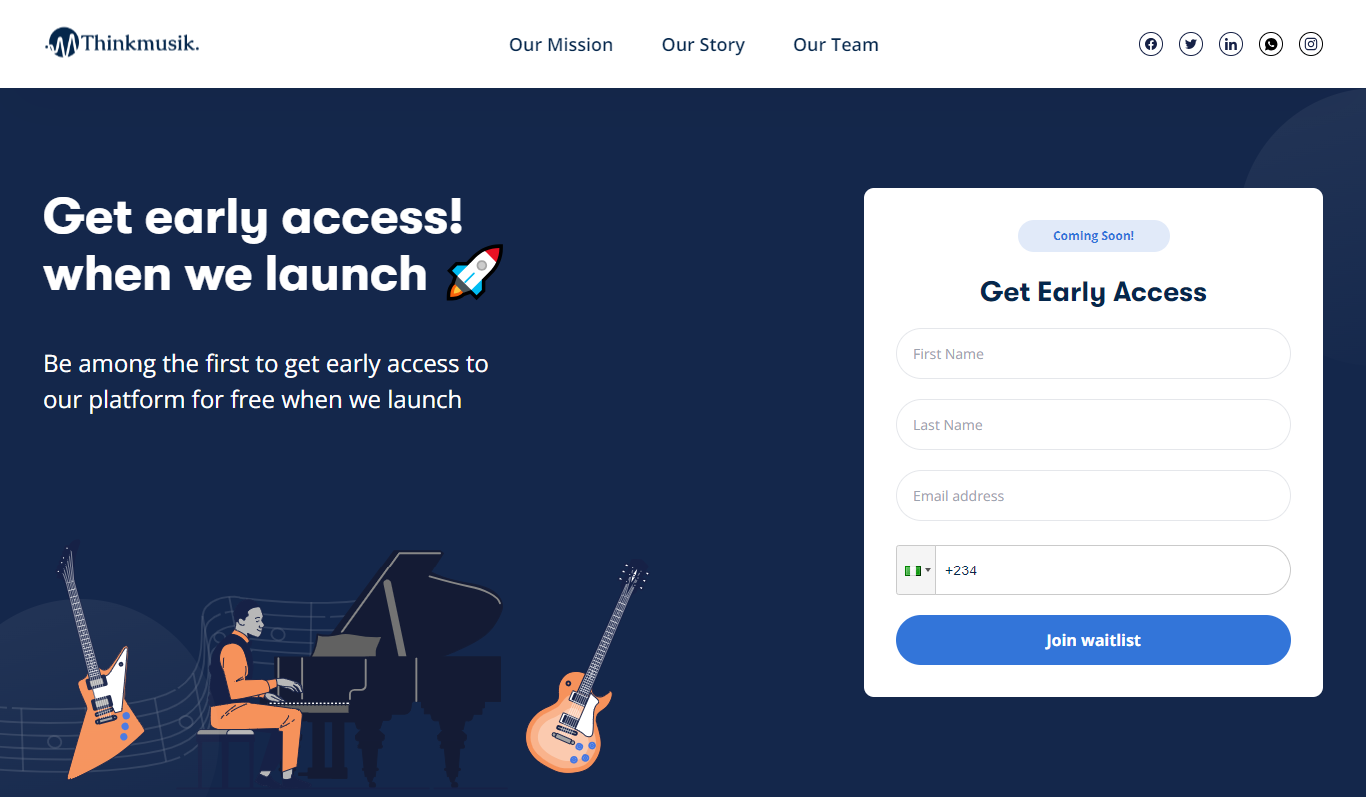 Thinkmusik.
Our Mission
Our Story
Our Team
Get early access!
when we launch 🚀
Be among the first to get early access to
our platform for free when we launch
Coming Soon!
Get Early Access
First Name
Last Name
Email address
+234
Join waitlist